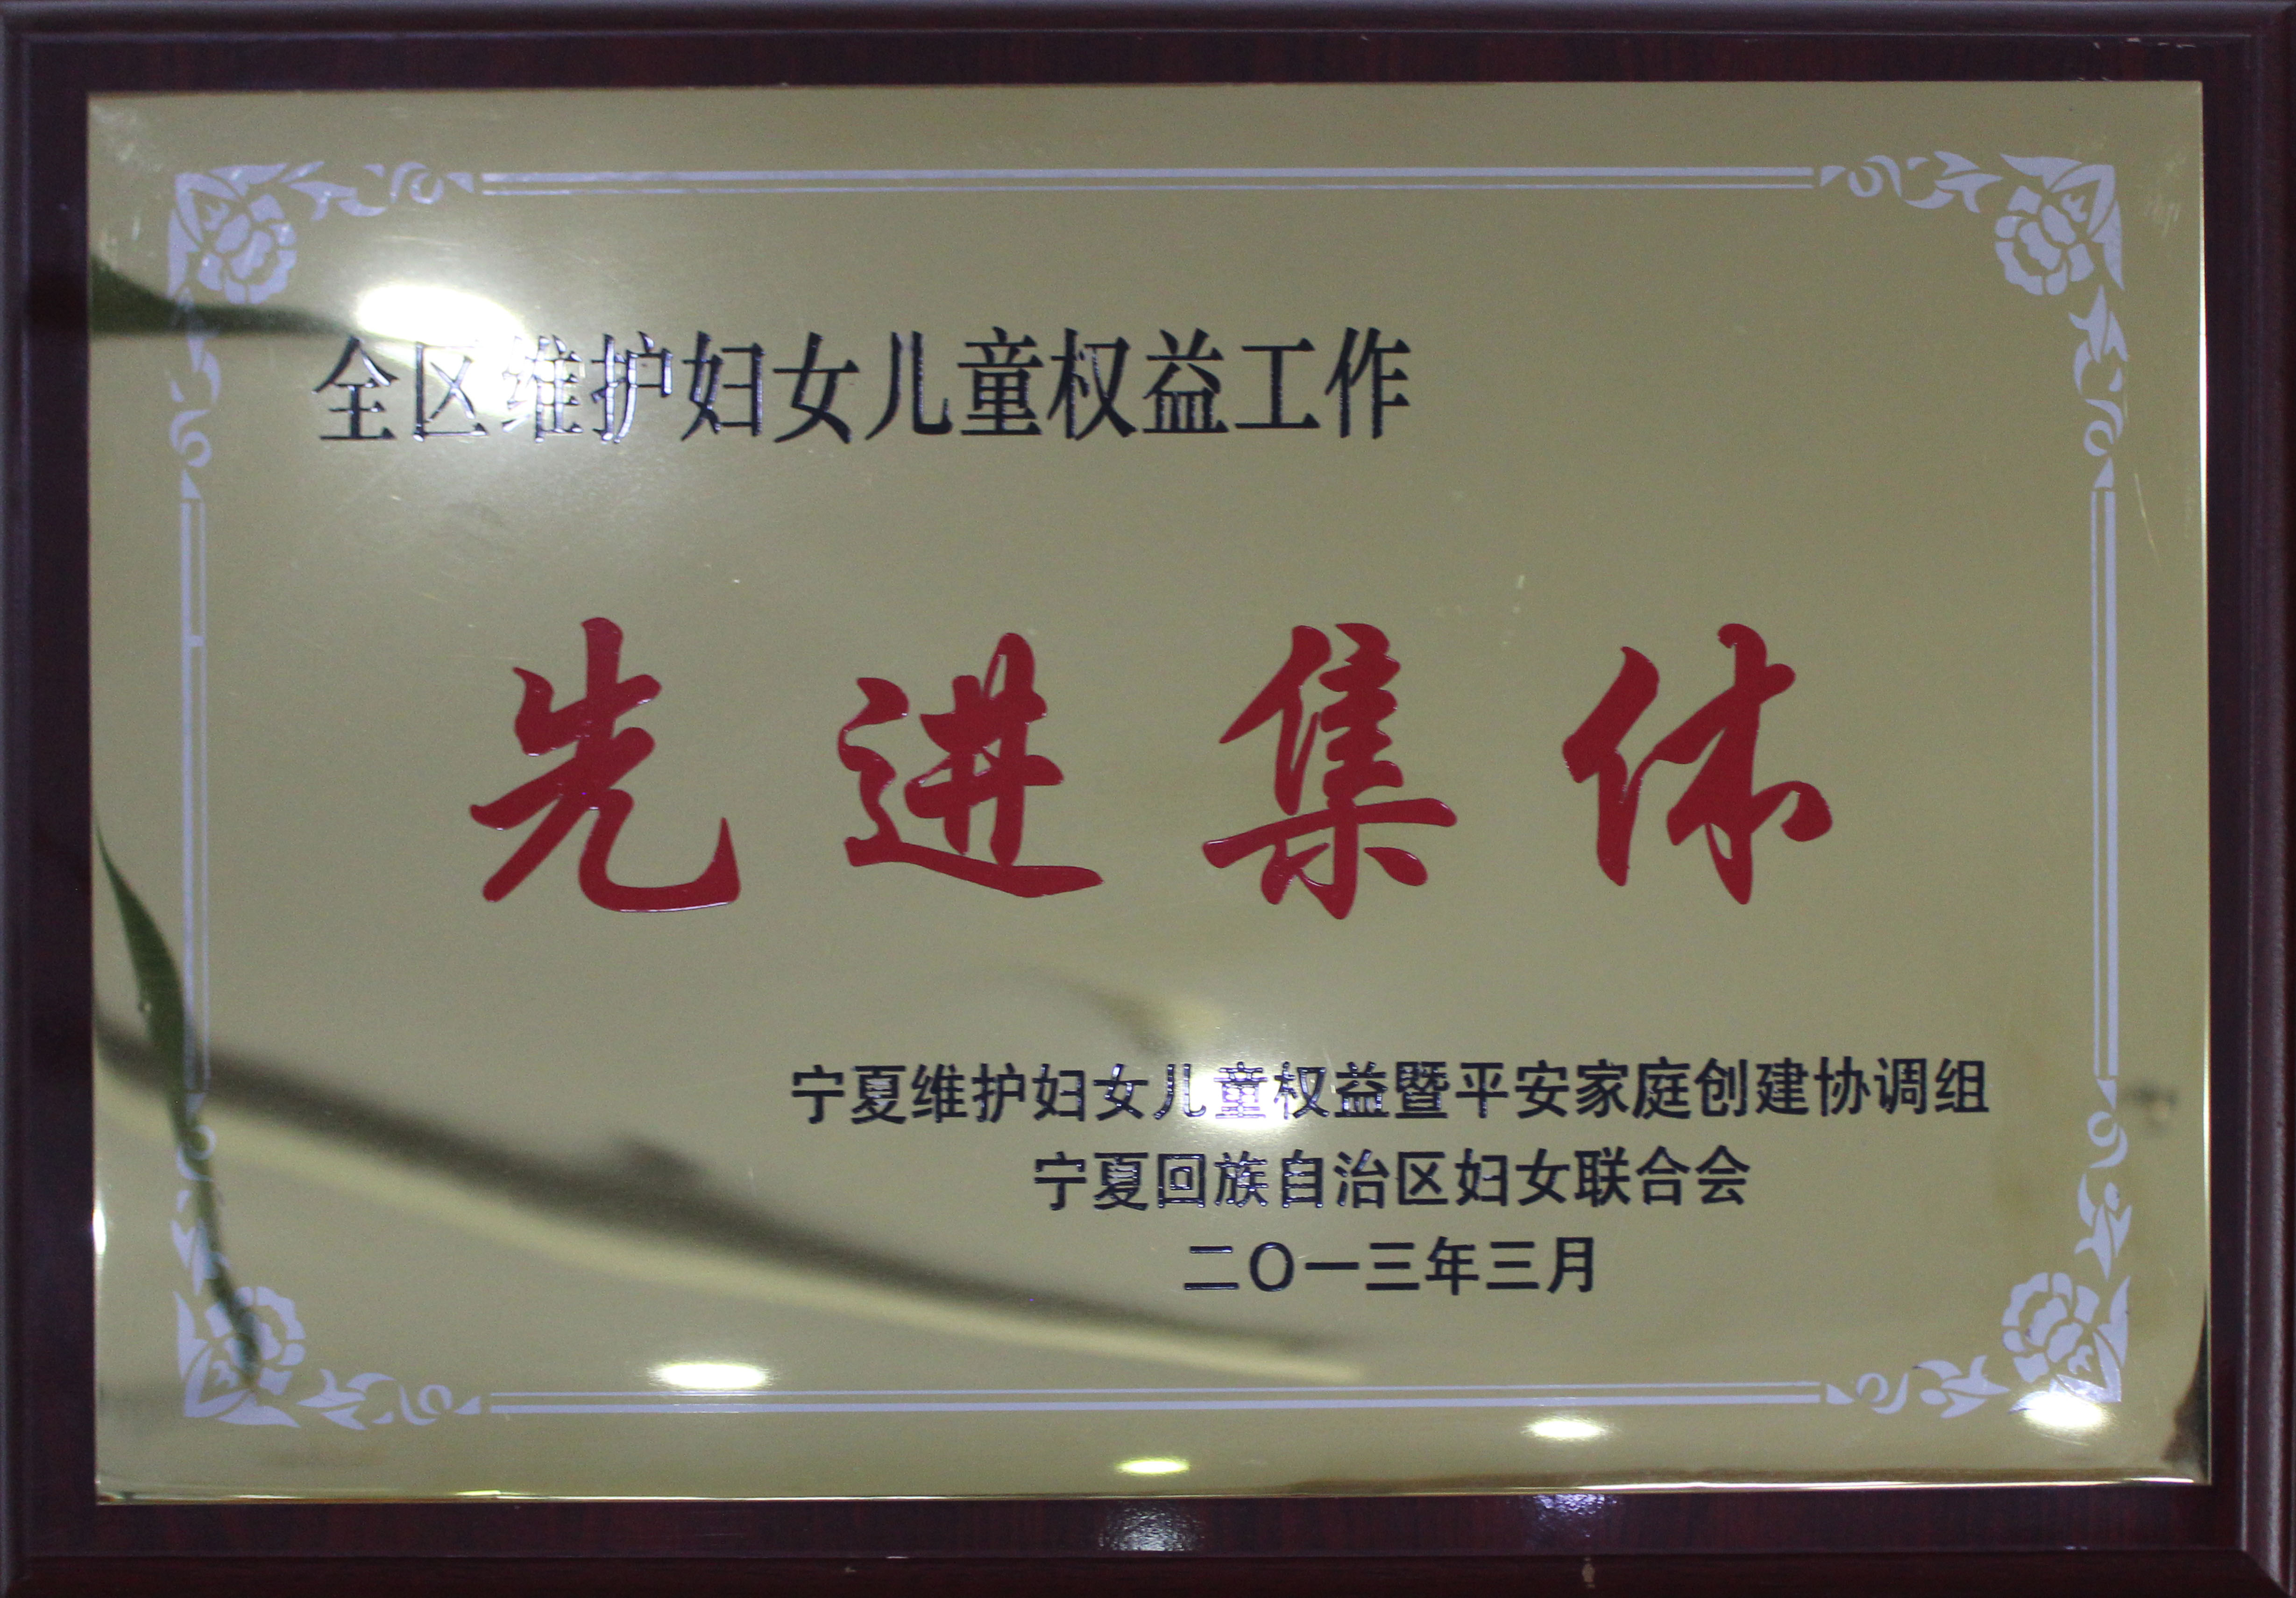 全区维护妇女儿童权益工作
先进集体
宁夏维护妇女儿童权益暨平安家庭创建协调组
宁夏回族自治区妇女联合会
二〇一三年三月